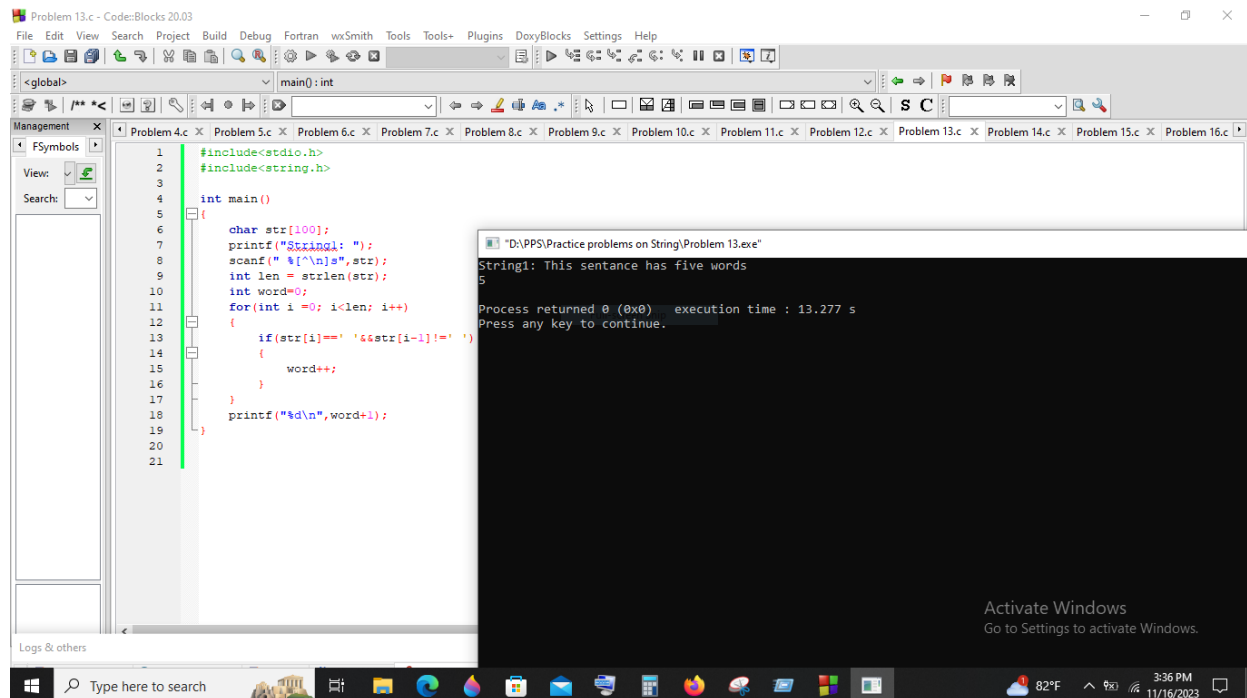 Problem 13.c - Code::Blocks 20.03
File Edit View Search Project Build Debug Fortran wxSmith Tools Tools+ Plugins DoxyBlocks Settings Help
<global> main() : int
/** *< .* S C
Management X Problem 4.c X Problem 5.c X Problem 6.c X Problem 7.c X Problem 8.c X Problem 9.c X Problem 10.c X Problem 11.c X Problem 12.c X Problem 13.c X Problem 14.c X Problem 15.c X Problem 16.c
FSymbols
View:
Search:
1 #include<stdio.h>
2 #include<string.h>
3
4 int main()
5 {
6 char str[100];
7 printf("String1: ");
8 scanf(" %[^\n]s",str);
9 int len = strlen(str);
10 int word=0;
11 for(int i =0; i<len; i++)
12 {
13 if(str[i]==' '&&str[i-1]!=' ')
14 {
15 word++;
16 }
17 }
18 printf("%d\n",word+1);
19 }
20
21
"D:\PPS\Practice problems on String\Problem 13.exe"
String1: This sentance has five words
5
Process returned 0 (0x0) execution time : 13.277 s
Press any key to continue.
Activate Windows
Go to Settings to activate Windows.
Logs & others
Type here to search
82°F
3:36 PM
11/16/2023